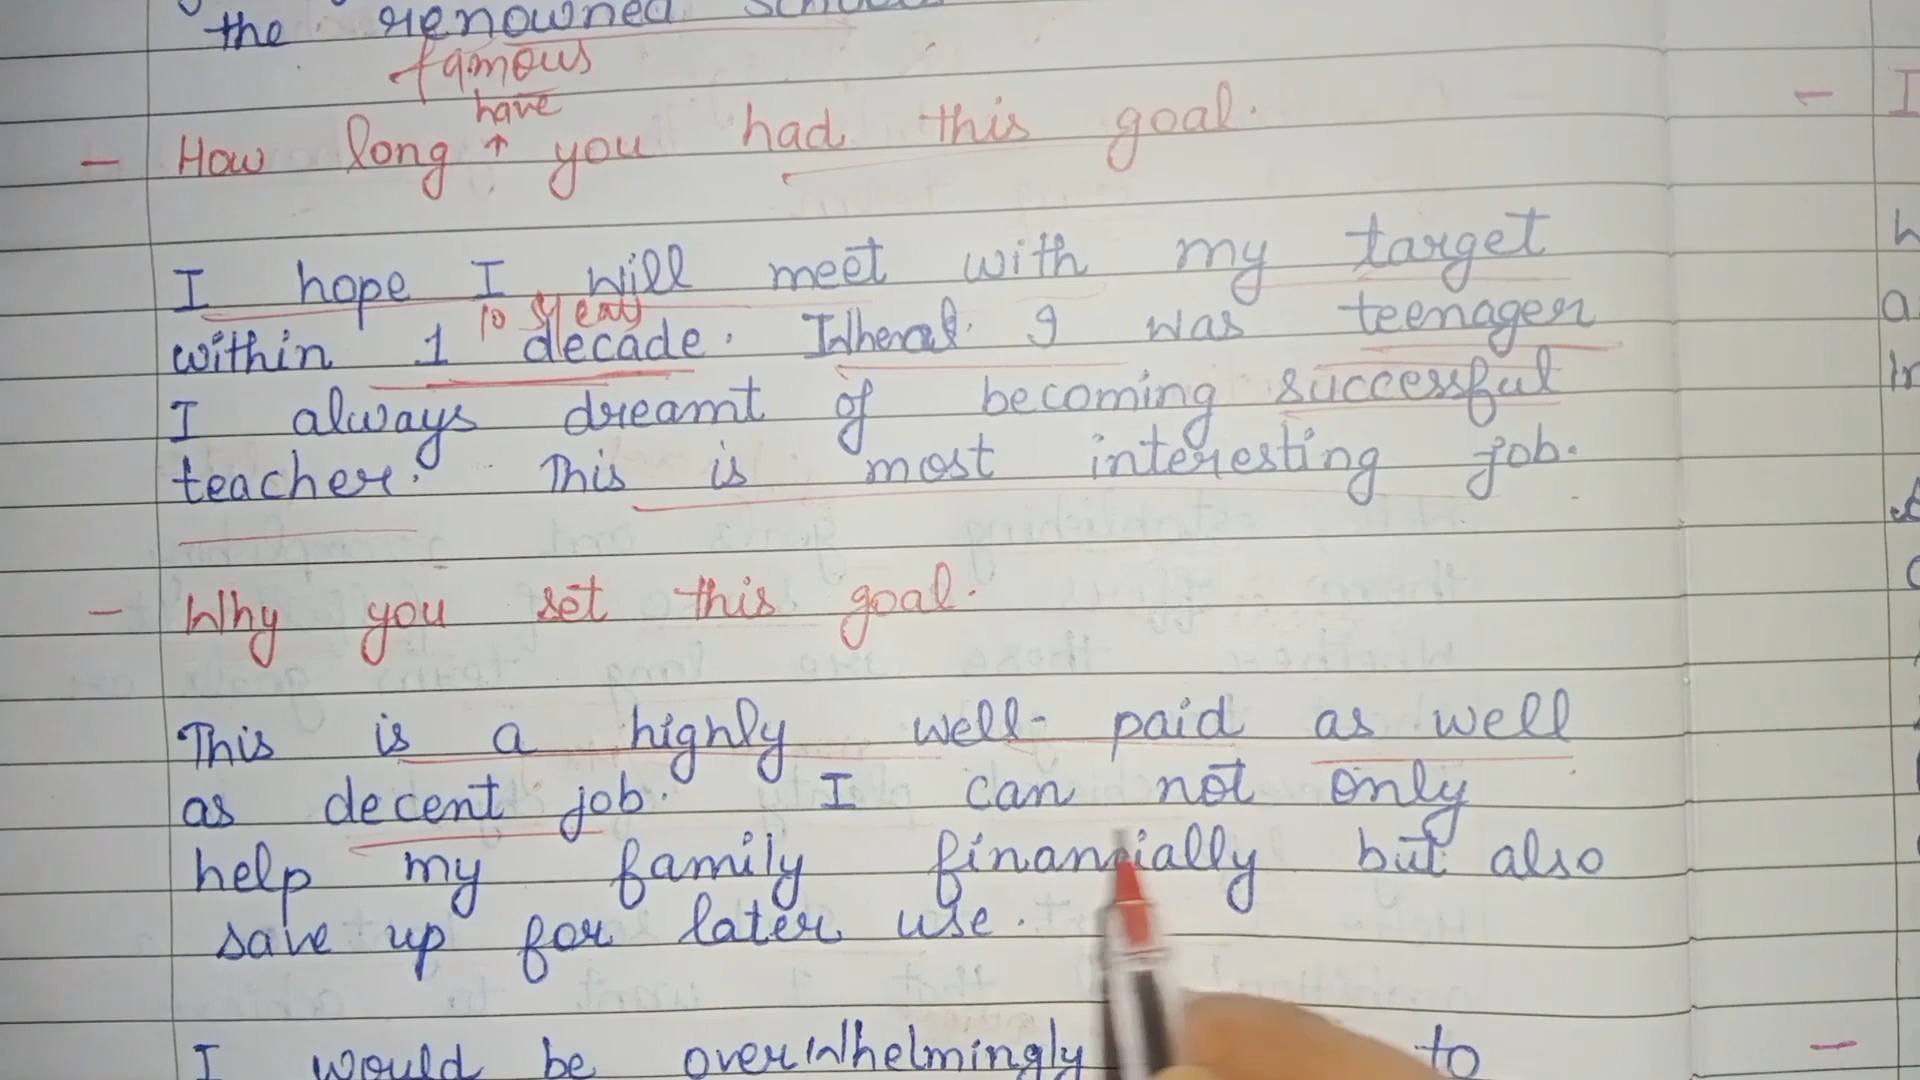 the renowned
famous
have
- How long ↑ you had this goal.
I hope I will meet with my target
10 years
within 1 decade. When I was teenager
I always dreamt of becoming successful
teacher. This is most interesting job.
- Why you set this goal.
This is a highly well-paid as well
as decent job. I can not only
help my family financially but also
save up for later use.
I would be overwhelmingly to